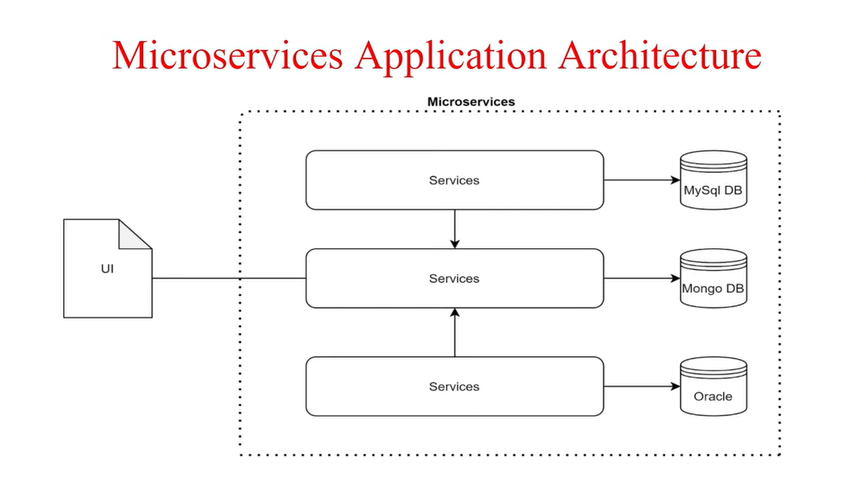 Microservices Application Architecture
Microservices
Services
MySql DB
UI
Services
Mongo DB
Services
Oracle